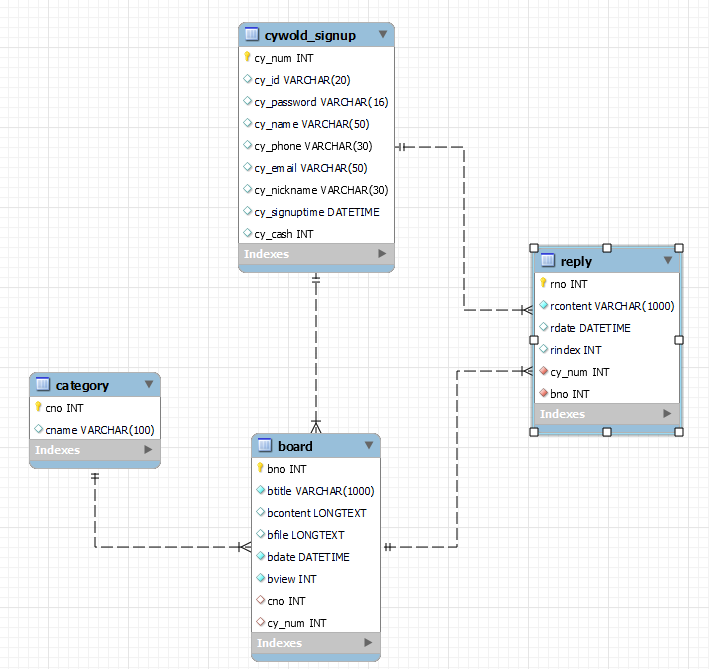 cywold_signup
cy_num INT
cy_id VARCHAR(20)
cy_password VARCHAR(16)
cy_name VARCHAR(50)
cy_phone VARCHAR(30)
cy_email VARCHAR(50)
cy_nickname VARCHAR(30)
cy_signuptime DATETIME
cy_cash INT
Indexes
reply
rno INT
rcontent VARCHAR(1000)
rdate DATETIME
rindex INT
cy_num INT
bno INT
Indexes
category
cno INT
cname VARCHAR(100)
Indexes
board
bno INT
btitle VARCHAR(1000)
bcontent LONGTEXT
bfile LONGTEXT
bdate DATETIME
bview INT
cno INT
cy_num INT
Indexes